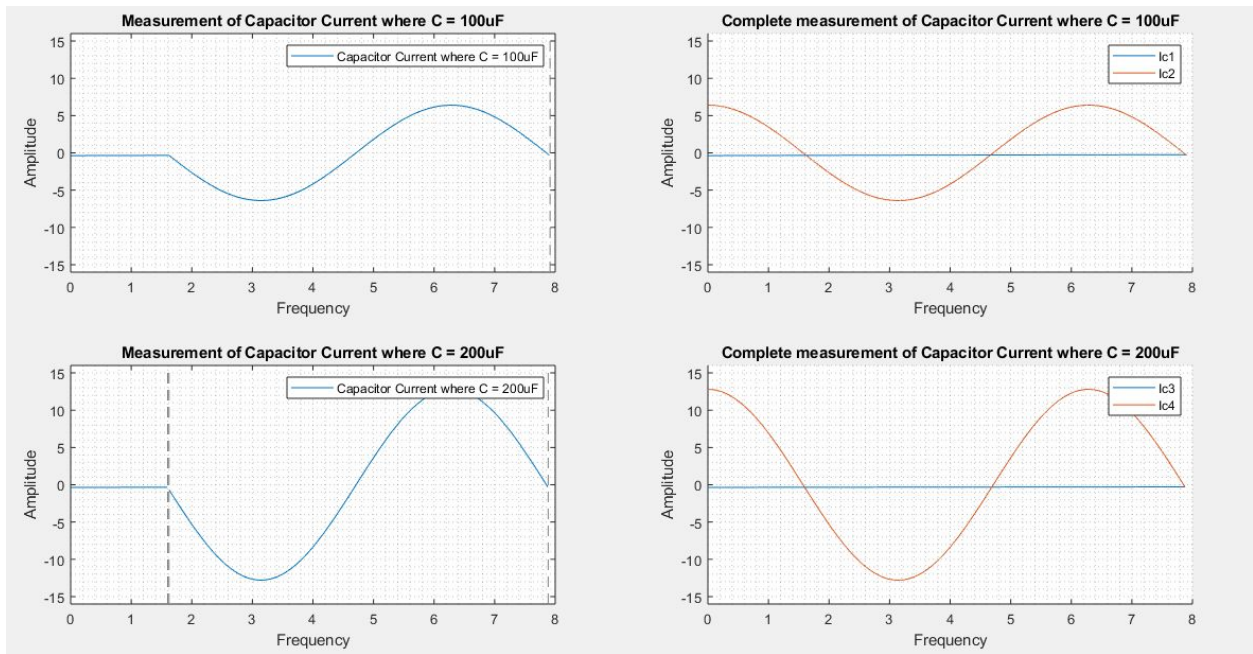 Measurement of Capacitor Current where C = 100uF
15
10
5
0
-5
-10
-15
Amplitude
Capacitor Current where C = 100uF
0 1 2 3 4 5 6 7 8
Frequency
Complete measurement of Capacitor Current where C = 100uF
15
10
5
0
-5
-10
-15
Amplitude
Ic1
Ic2
0 1 2 3 4 5 6 7 8
Frequency
Measurement of Capacitor Current where C = 200uF
15
10
5
0
-5
-10
-15
Amplitude
Capacitor Current where C = 200uF
0 1 2 3 4 5 6 7 8
Frequency
Complete measurement of Capacitor Current where C = 200uF
15
10
5
0
-5
-10
-15
Amplitude
Ic3
Ic4
0 1 2 3 4 5 6 7 8
Frequency